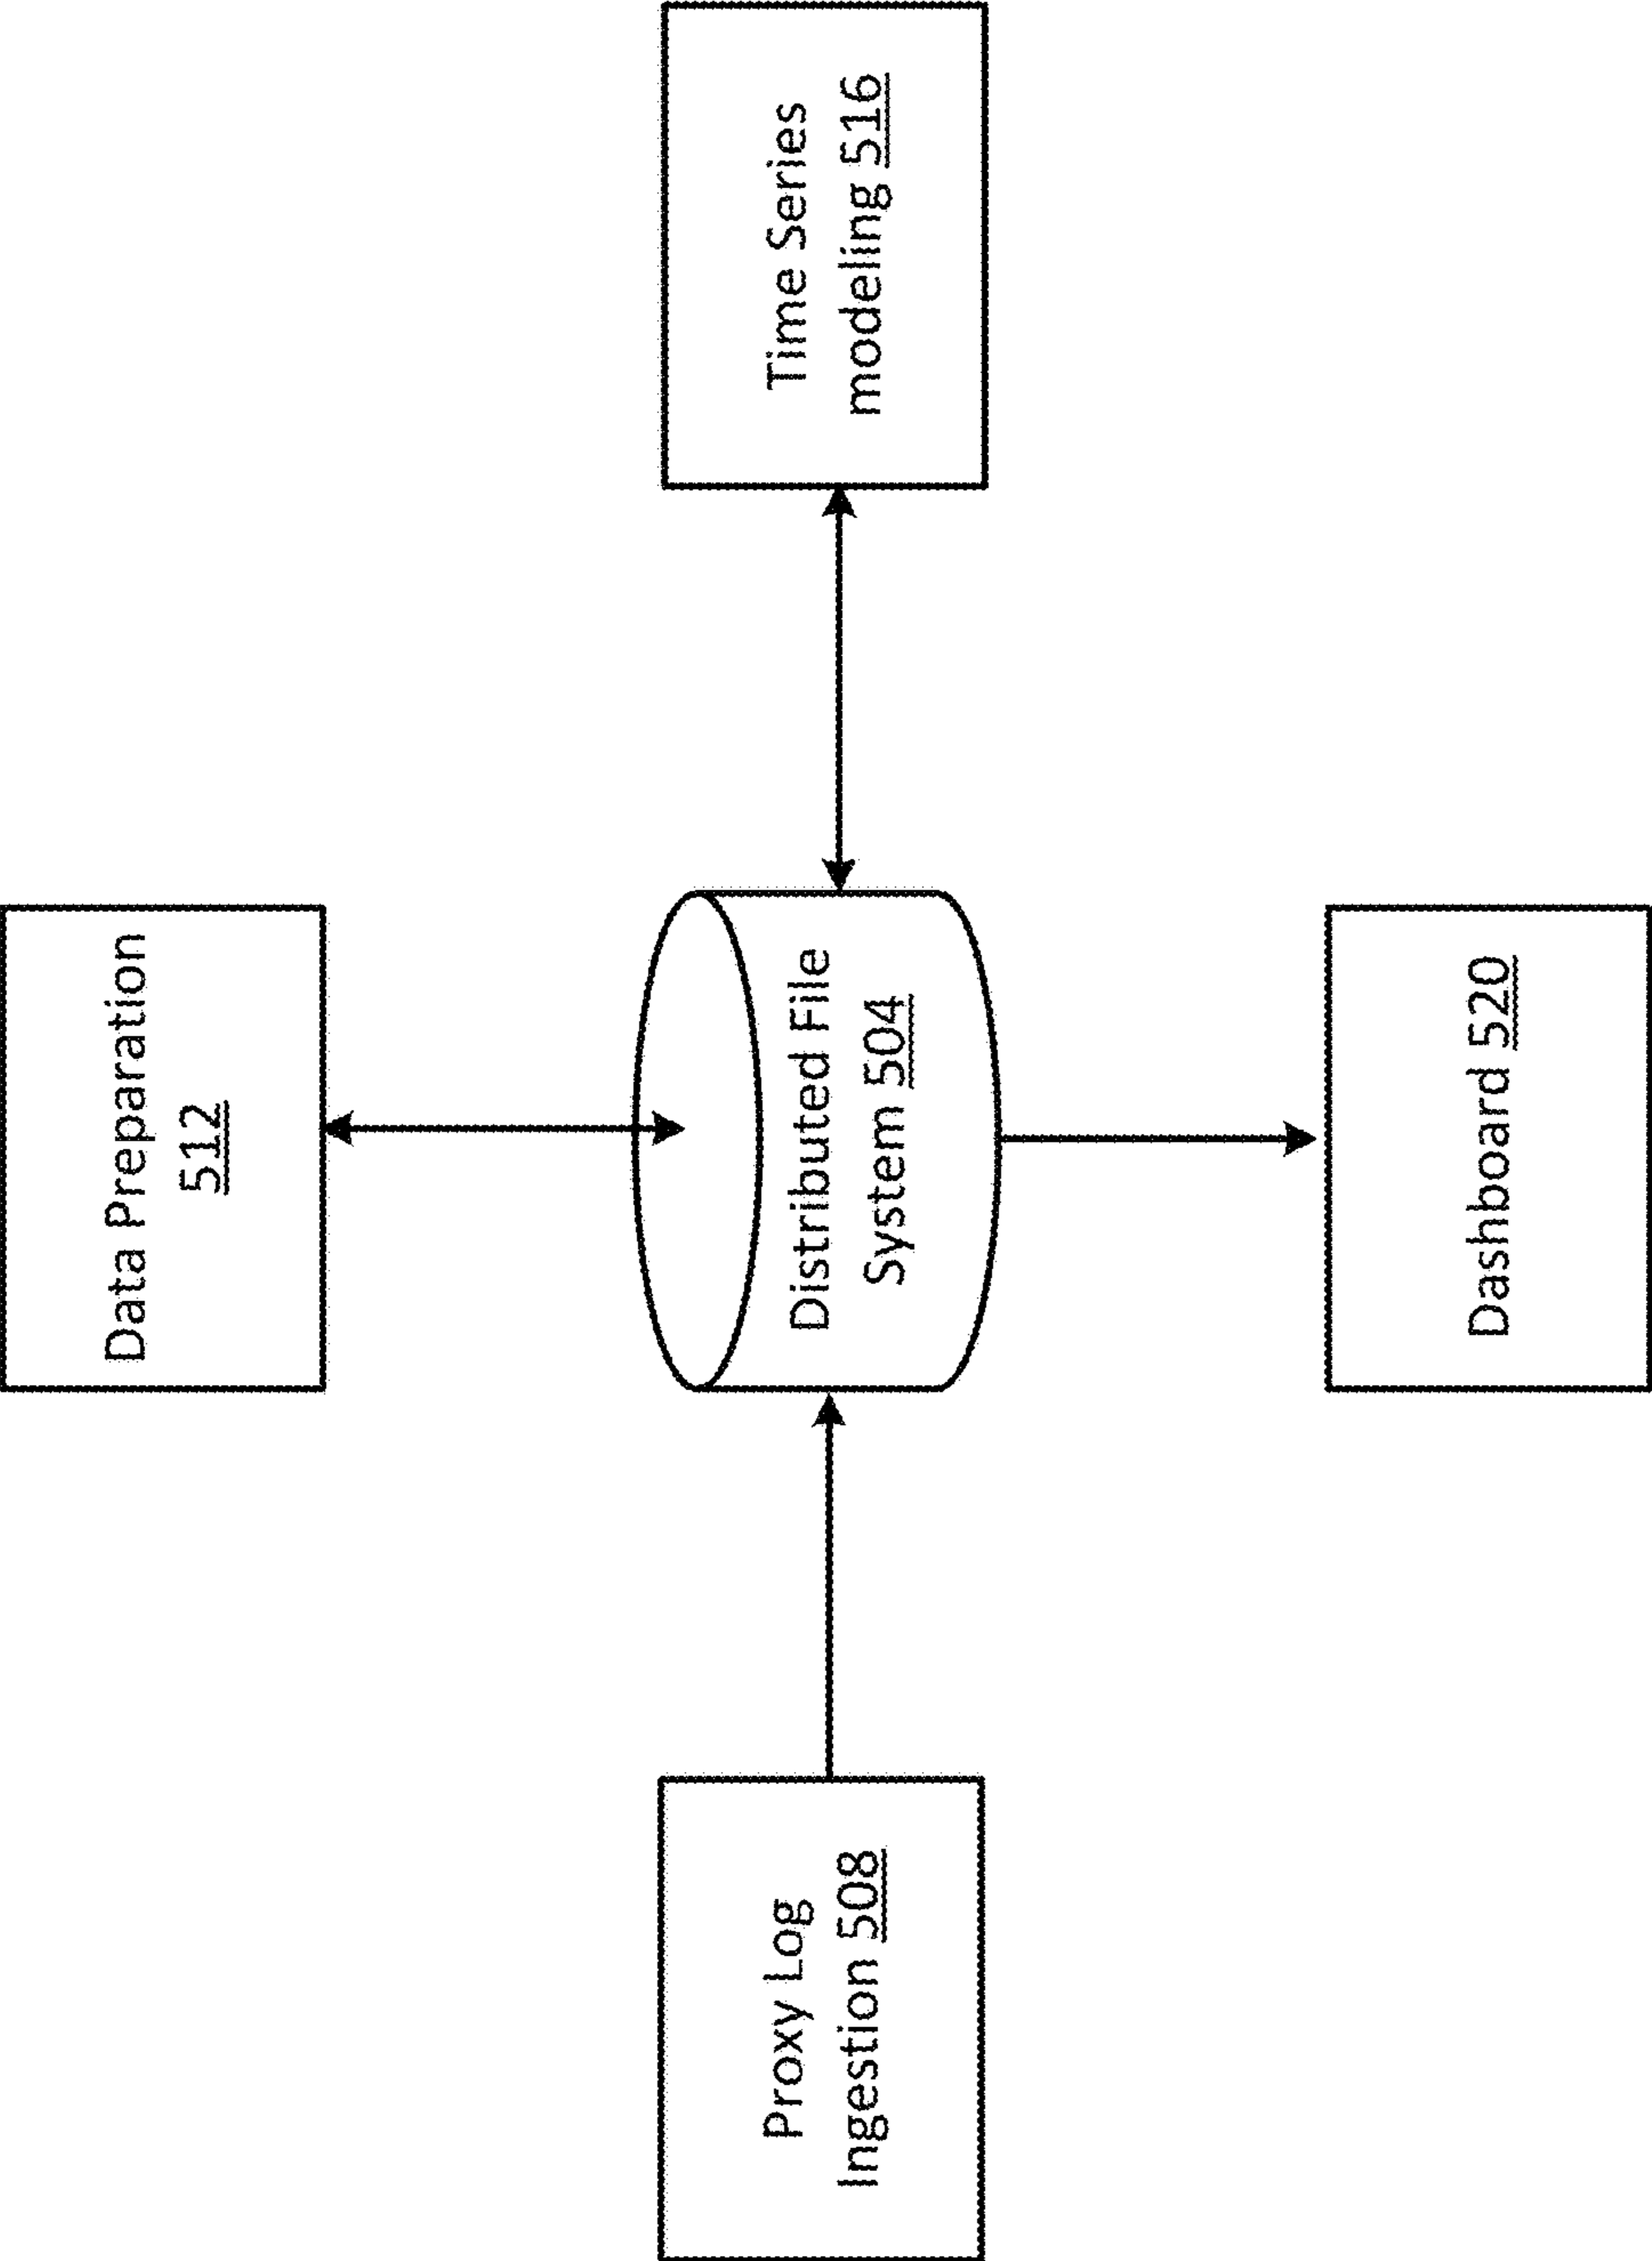 Data Preparation
512
Proxy Log
Ingestion 508
Distributed File
System 504
Time Series
modeling 516
Dashboard 520